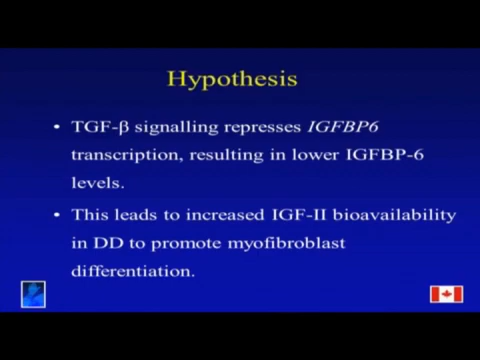 Hypothesis
• TGF-β signalling represses IGFBP6
transcription, resulting in lower IGFBP-6
levels.
• This leads to increased IGF-II bioavailability
in DD to promote myofibroblast
differentiation.